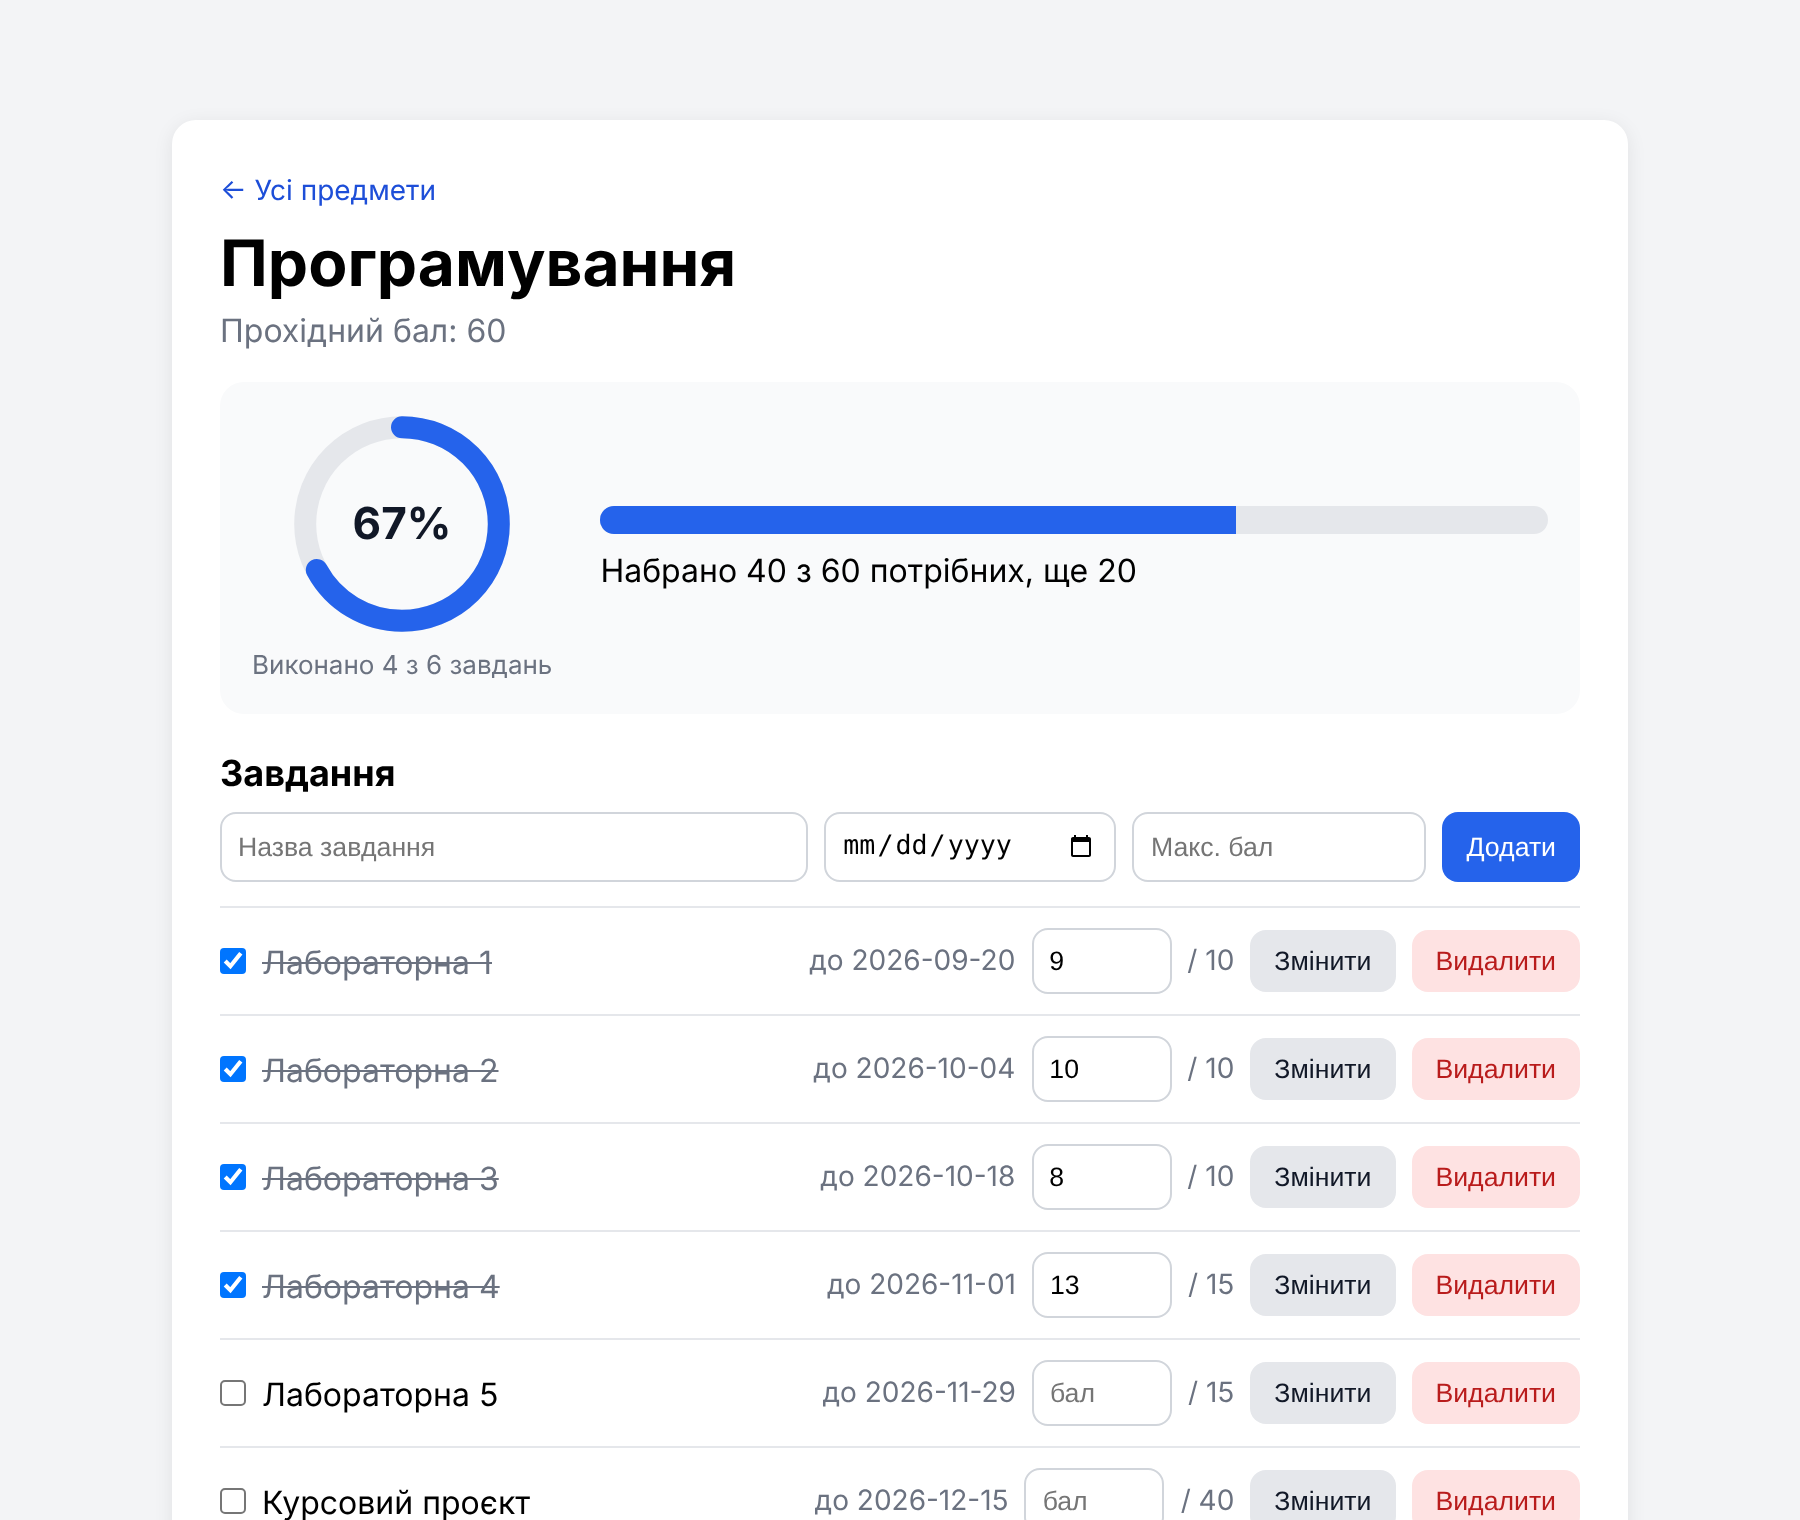 ← Усі предмети
Програмування
Прохідний бал: 60
67%
Набрано 40 з 60 потрібних, ще 20
Виконано 4 з 6 завдань
Завдання
Назва завдання mm/dd/yyyy Макс. бал Додати
Лабораторна 1 до 2026-09-20 9 / 10 Змінити Видалити
Лабораторна 2 до 2026-10-04 10 / 10 Змінити Видалити
Лабораторна 3 до 2026-10-18 8 / 10 Змінити Видалити
Лабораторна 4 до 2026-11-01 13 / 15 Змінити Видалити
Лабораторна 5 до 2026-11-29 бал / 15 Змінити Видалити
Курсовий проєкт до 2026-12-15 бал / 40 Змінити Видалити